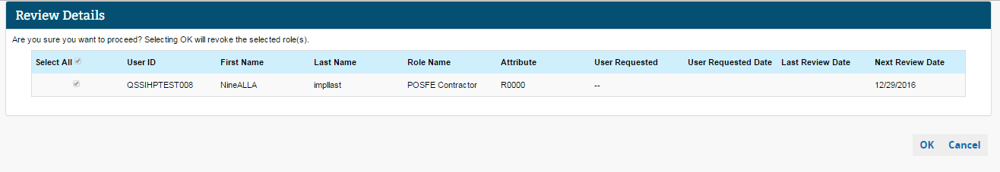 Review Details
Are you sure you want to proceed? Selecting OK will revoke the selected role(s).
Select All User ID First Name Last Name Role Name Attribute User Requested User Requested Date Last Review Date Next Review Date
QSSIHPTEST008 NineALLA impllast POSFE Contractor R0000 -- 12/29/2016
OK Cancel